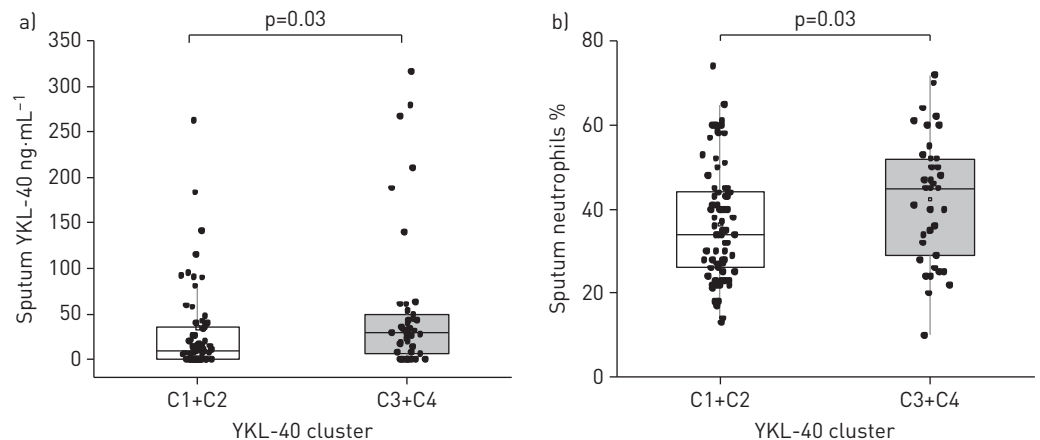 a)
p=0.03
350
300
250
200
150
100
50
0
Sputum YKL-40 ng·mL⁻¹
C1+C2 C3+C4
YKL-40 cluster
b)
p=0.03
80
60
40
20
0
Sputum neutrophils %
C1+C2 C3+C4
YKL-40 cluster